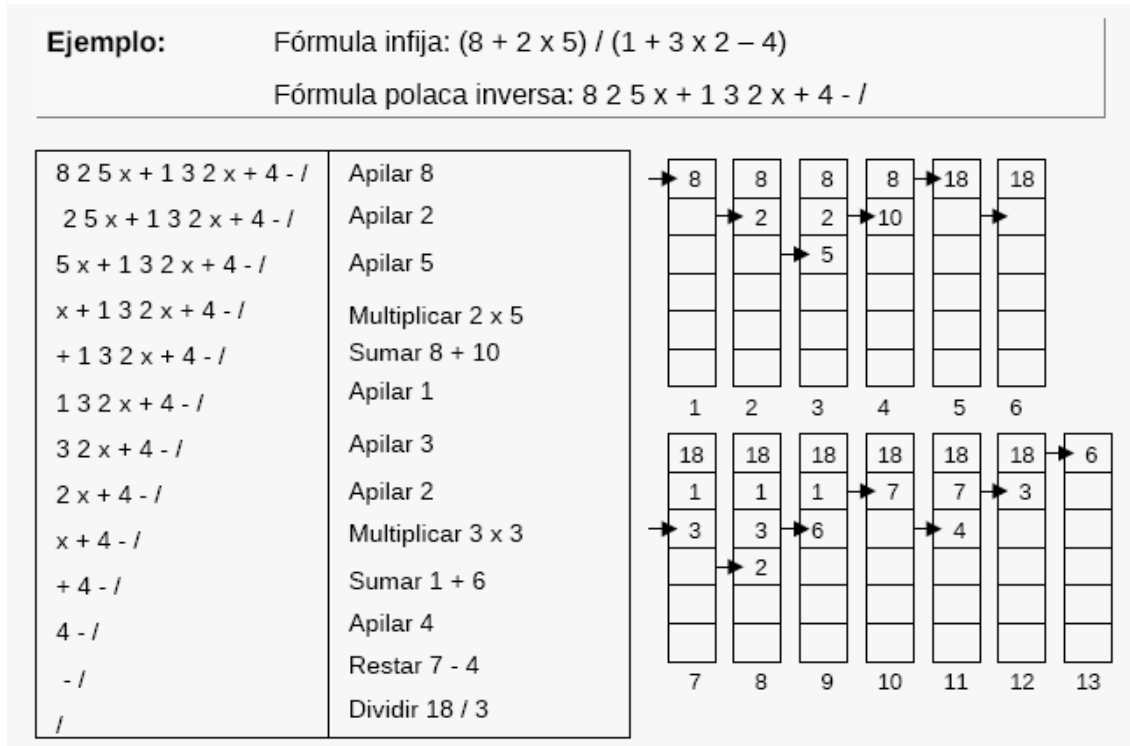 Ejemplo: Fórmula infija: (8 + 2 x 5) / (1 + 3 x 2 – 4)
Fórmula polaca inversa: 8 2 5 x + 1 3 2 x + 4 - /
8 2 5 x + 1 3 2 x + 4 - / Apilar 8
2 5 x + 1 3 2 x + 4 - / Apilar 2
5 x + 1 3 2 x + 4 - / Apilar 5
x + 1 3 2 x + 4 - / Multiplicar 2 x 5
+ 1 3 2 x + 4 - / Sumar 8 + 10
1 3 2 x + 4 - / Apilar 1
3 2 x + 4 - / Apilar 3
2 x + 4 - / Apilar 2
x + 4 - / Multiplicar 3 x 3
+ 4 - / Sumar 1 + 6
4 - / Apilar 4
- / Restar 7 - 4
/ Dividir 18 / 3
8 8 8 8 18 18
2 2 10
5
1 2 3 4 5 6
18 18 18 18 18 18 6
1 1 1 7 7 3
3 3 6 4
2
7 8 9 10 11 12 13